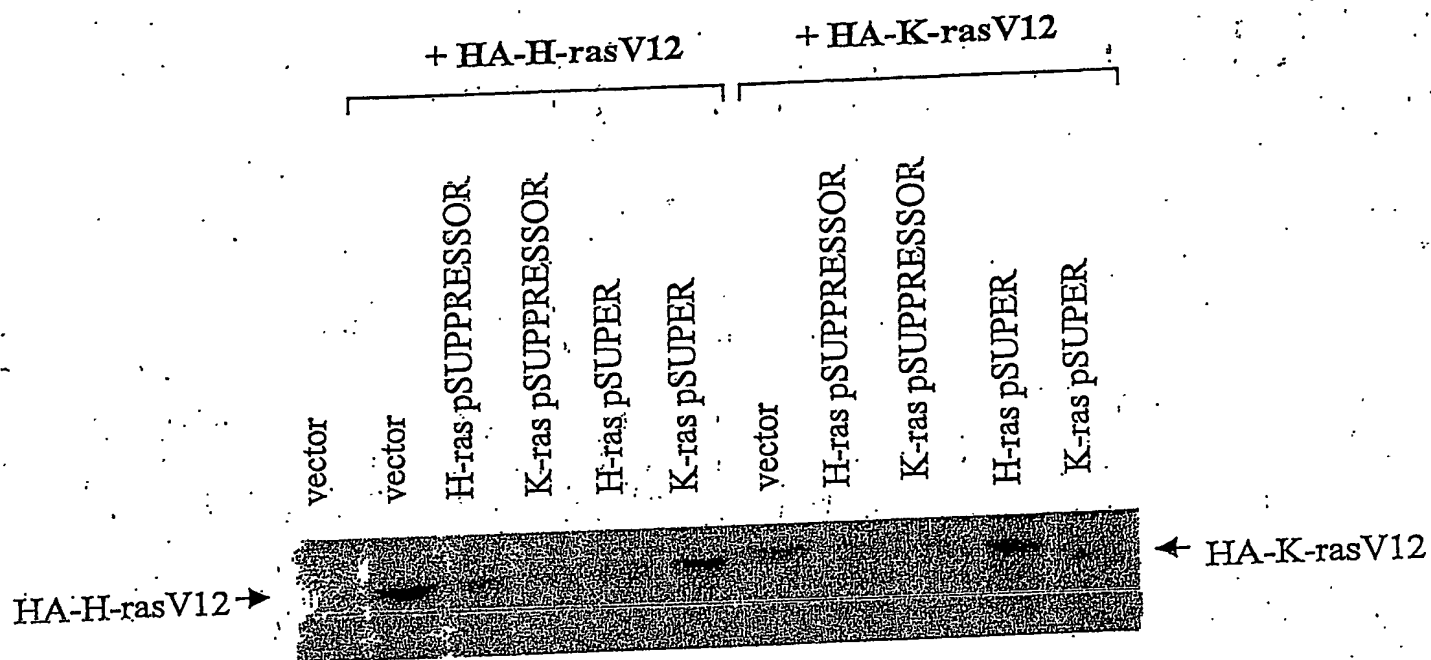 + HA-H-rasV12
+ HA-K-rasV12
vector
vector
H-ras pSUPPRESSOR
K-ras pSUPPRESSOR
H-ras pSUPER
K-ras pSUPER
vector
H-ras pSUPPRESSOR
K-ras pSUPPRESSOR
H-ras pSUPER
K-ras pSUPER
HA-H-rasV12
HA-K-rasV12